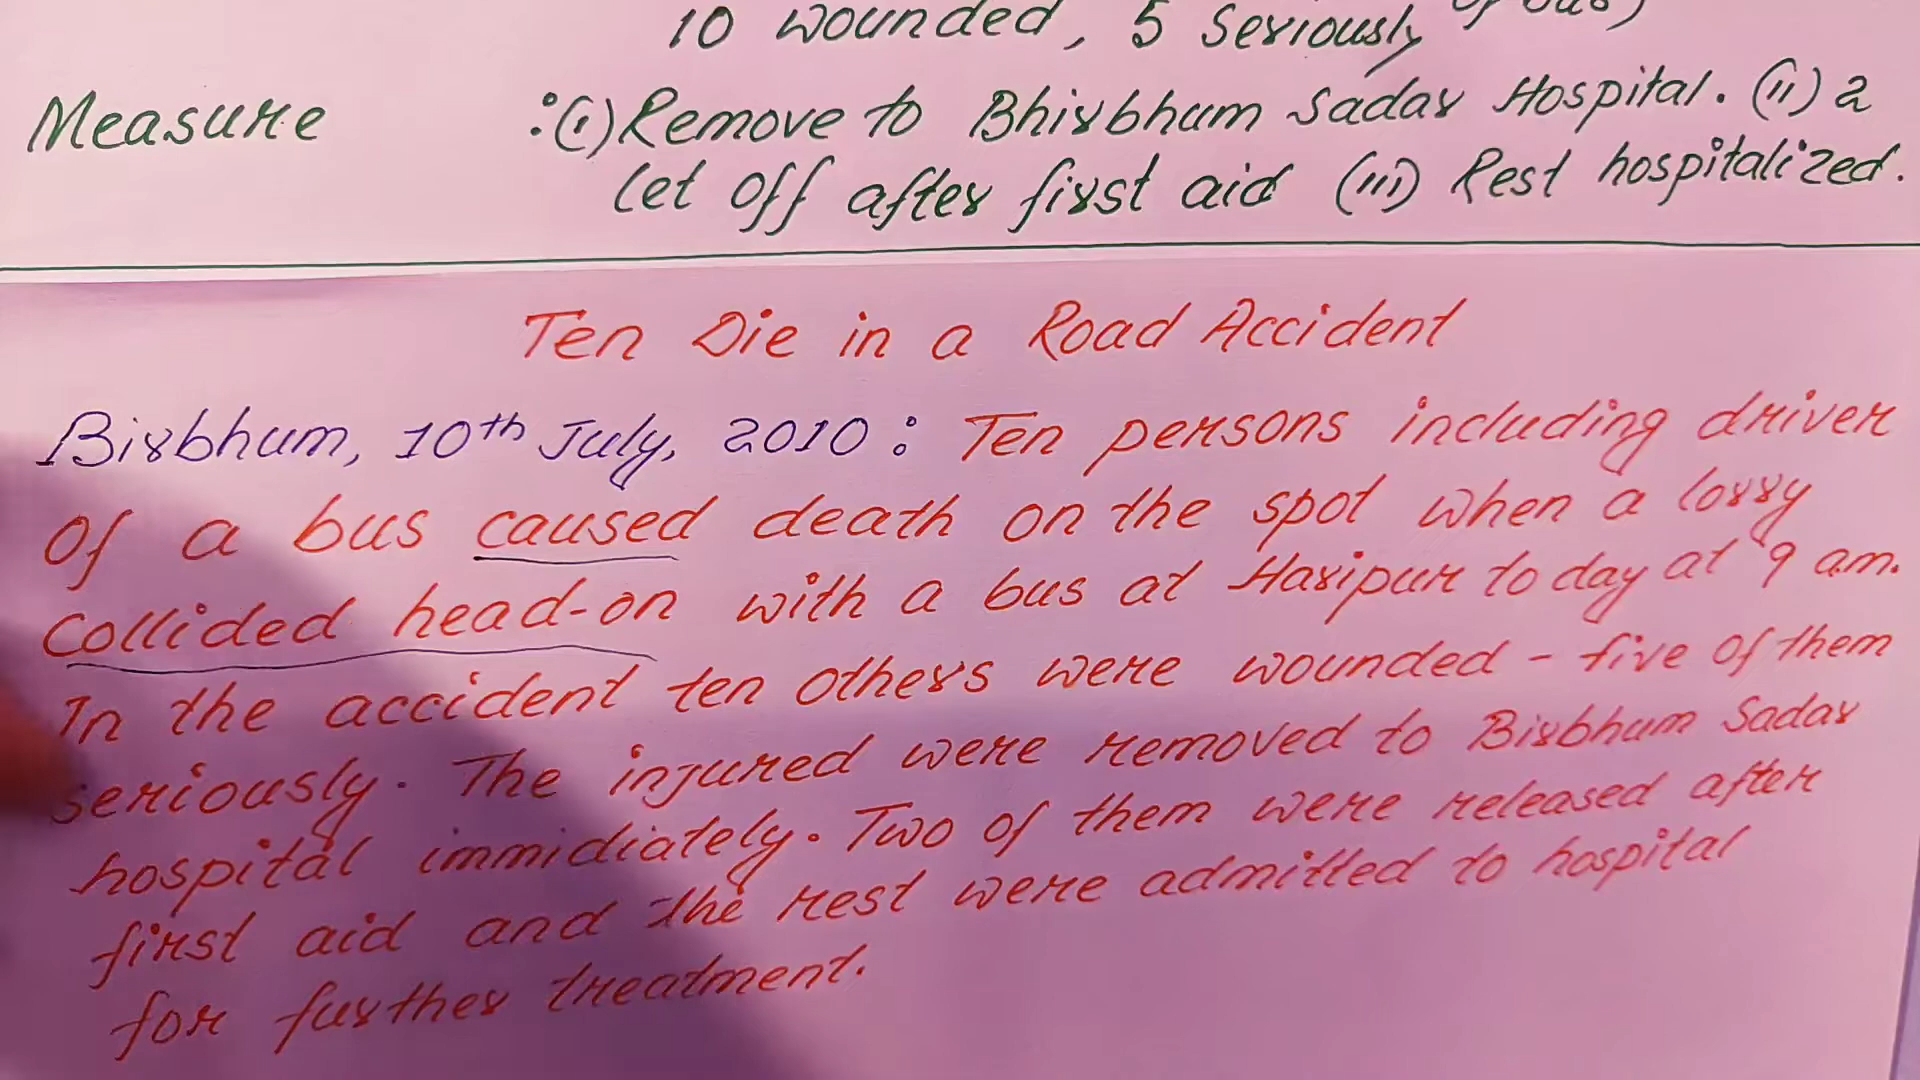 10 wounded, 5 Seriously of bus)
Measure :(i) Remove to Bhirbhum Sadar Hospital. (ii) 2
let off after first aid (iii) Rest hospitalized.
Ten Die in a Road Accident
Birbhum, 10th July, 2010: Ten persons including driver
of a bus caused death on the spot when a lorry
collided head-on with a bus at Haripur today at 9 am.
In the accident ten others were wounded - five of them
seriously. The injured were removed to Birbhum Sadar
hospital immidiately. Two of them were released after
first aid and the rest were admitted to hospital
for further treatment.